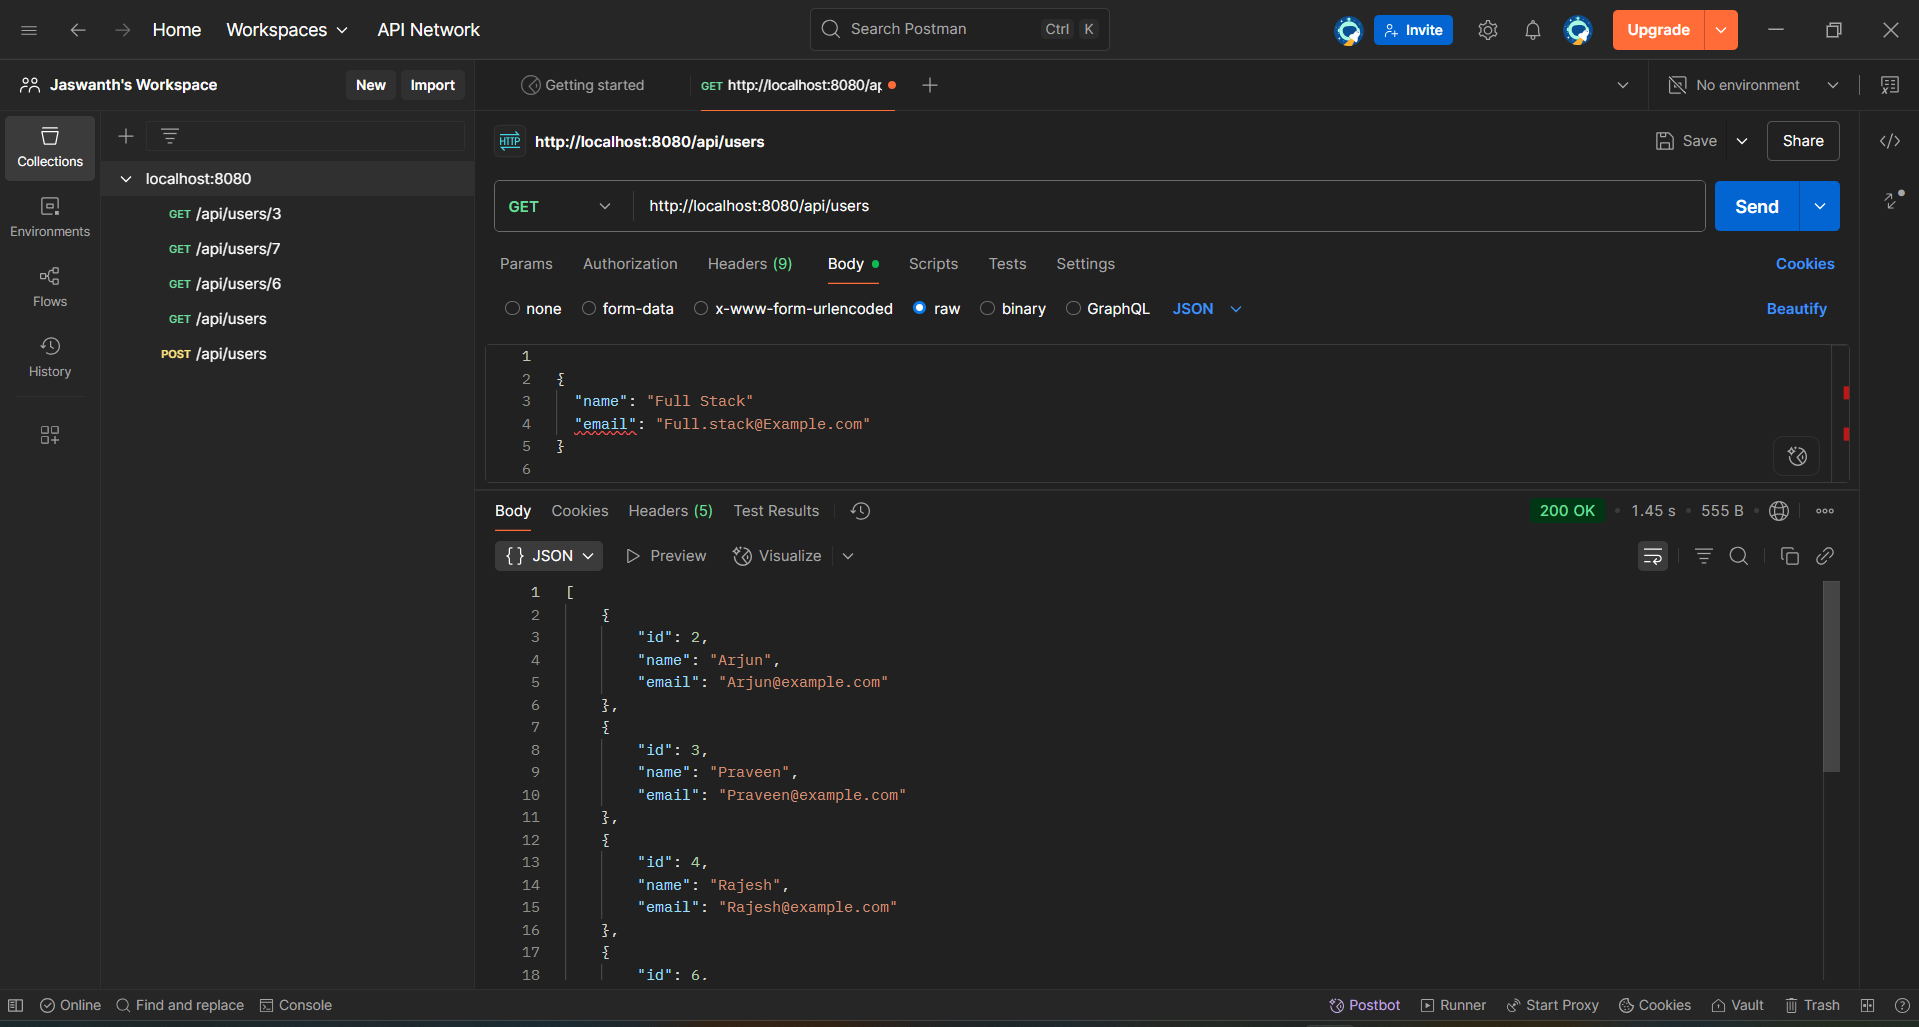 Home Workspaces API Network Search Postman Ctrl K Invite Upgrade
Jaswanth's Workspace New Import Getting started GET http://localhost:8080/ap No environment
Collections
Environments
Flows
History
localhost:8080
GET /api/users/3
GET /api/users/7
GET /api/users/6
GET /api/users
POST /api/users
HTTP http://localhost:8080/api/users Save Share
GET http://localhost:8080/api/users Send
Params Authorization Headers (9) Body Scripts Tests Settings Cookies
none form-data x-www-form-urlencoded raw binary GraphQL JSON Beautify
1
2 {
3 "name": "Full Stack"
4 "email": "Full.stack@Example.com"
5 }
6
Body Cookies Headers (5) Test Results 200 OK • 1.45 s • 555 B •
{} JSON Preview Visualize
1 [
2 {
3 "id": 2,
4 "name": "Arjun",
5 "email": "Arjun@example.com"
6 },
7 {
8 "id": 3,
9 "name": "Praveen",
10 "email": "Praveen@example.com"
11 },
12 {
13 "id": 4,
14 "name": "Rajesh",
15 "email": "Rajesh@example.com"
16 },
17 {
18 "id": 6,
Online Find and replace Console Postbot Runner Start Proxy Cookies Vault Trash